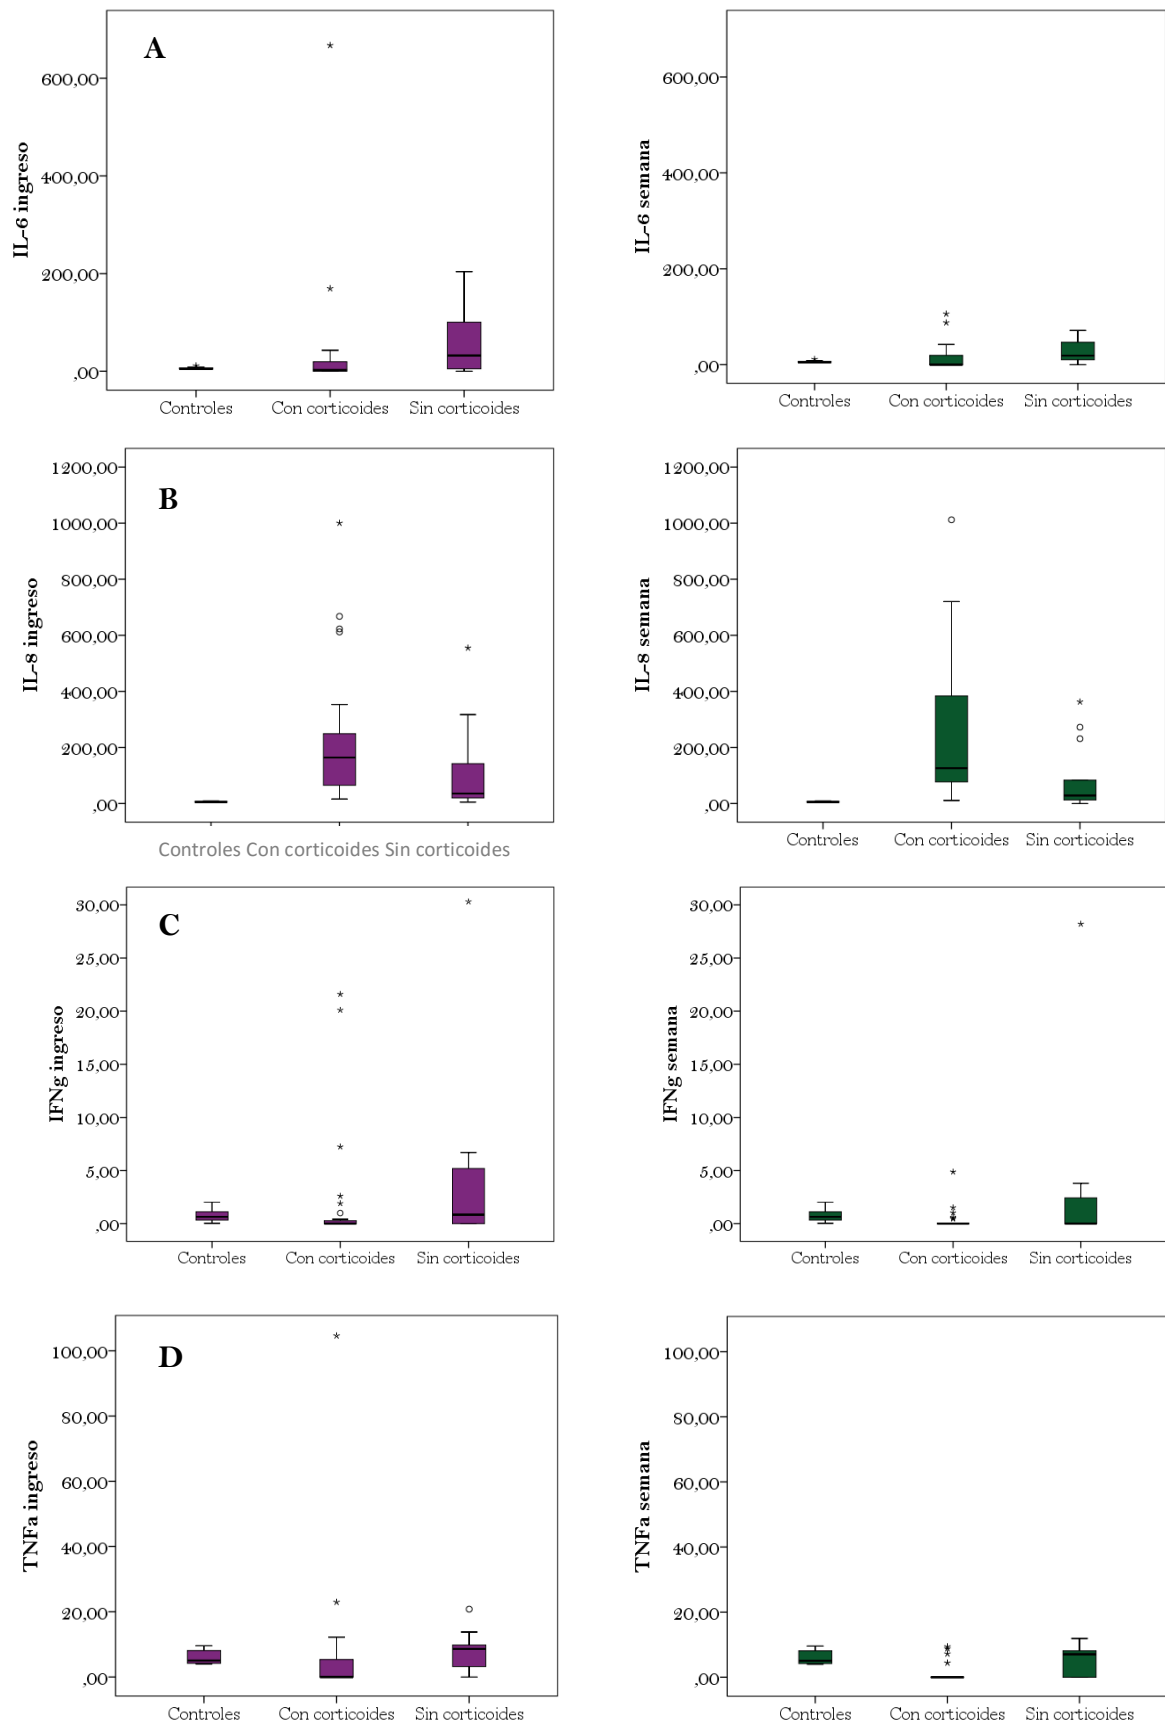 A
IL-6 ingreso
600,00
400,00
200,00
,00
Controles Con corticoides Sin corticoides
IL-6 semana
600,00
400,00
200,00
,00
Controles Con corticoides Sin corticoides
B
IL-8 ingreso
1200,00
1000,00
800,00
600,00
400,00
200,00
,00
Controles Con corticoides Sin corticoides
IL-8 semana
1200,00
1000,00
800,00
600,00
400,00
200,00
,00
Controles Con corticoides Sin corticoides
C
IFNg ingreso
30,00
25,00
20,00
15,00
10,00
5,00
,00
Controles Con corticoides Sin corticoides
IFNg semana
30,00
25,00
20,00
15,00
10,00
5,00
,00
Controles Con corticoides Sin corticoides
D
TNFa ingreso
100,00
80,00
60,00
40,00
20,00
,00
Controles Con corticoides Sin corticoides
TNFa semana
100,00
80,00
60,00
40,00
20,00
,00
Controles Con corticoides Sin corticoides